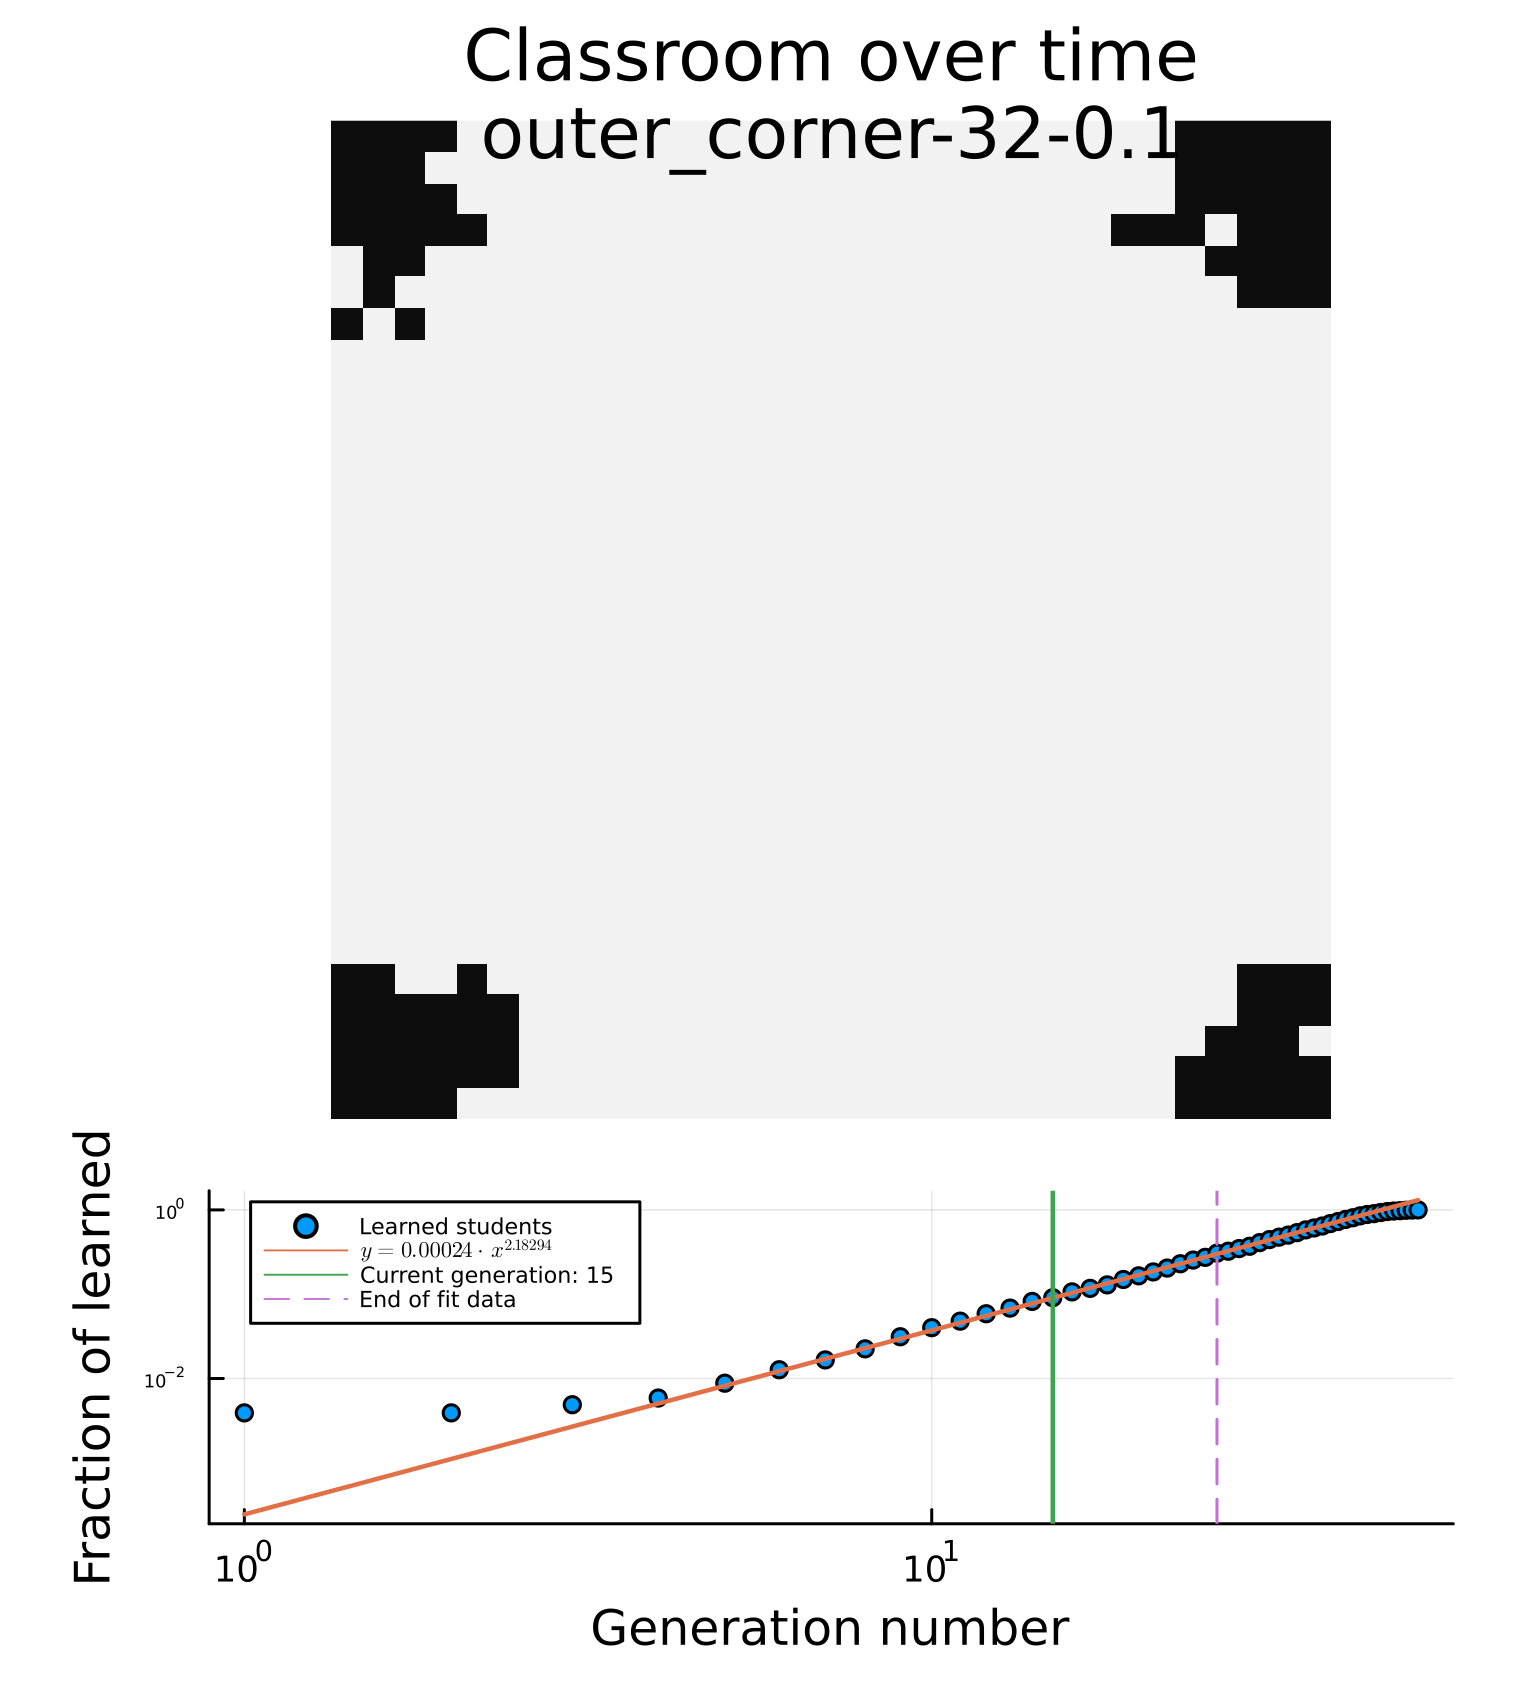 Classroom over time
outer_corner-32-0.1
Fraction of learned
10^0
10^-2
Learned students
y = 0.00024 · x^2.18294
Current generation: 15
End of fit data
10^0
10^1
Generation number